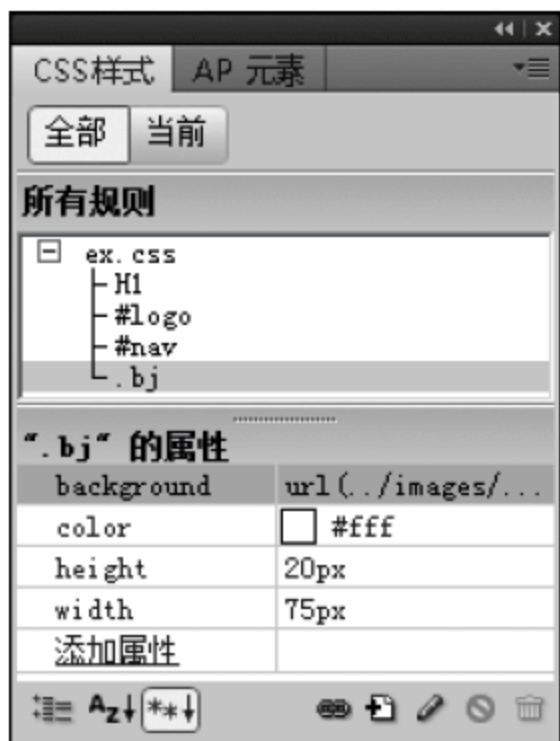 CSS样式 AP 元素
全部 当前
所有规则
ex.css
H1
#logo
#nav
.bj
“.bj“ 的属性
background url(../images/...
color #fff
height 20px
width 75px
添加属性